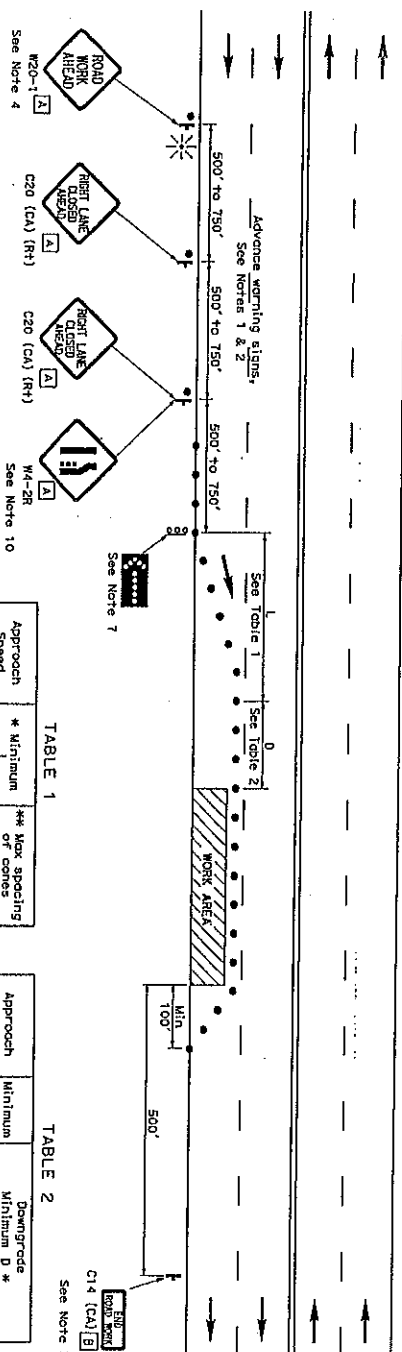 Advance warning signs,
See Notes 1 & 2
500' to 750'
500' to 750'
500' to 750'
ROAD
WORK
AHEAD
W20-1 A
See Note 4
RIGHT LANE
CLOSED
AHEAD
C20 (CA) (Rt)
A
RIGHT LANE
CLOSED
AHEAD
C20 (CA) (Rt)
A
W4-2R
A
See Note 10
See Note 7
L
See Table 1
D
See Table 2
WORK AREA
Min
100'
500'
END
ROAD WORK
C14 (CA) B
See Note
TABLE 1
Approach
Speed
* Minimum
** Max spacing
of cones
TABLE 2
Approach
Minimum
Downgrade
Minimum D *